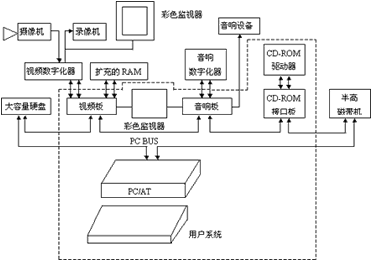 彩色监视器
摄像机
录像机
音响设备
视频数字化器
扩充的 RAM
音响
数字化器
CD-ROM
驱动器
大容量硬盘
视频板
彩色监视器
音响板
CD-ROM
接口板
半高
磁带机
PC BUS
PC/AT
用户系统